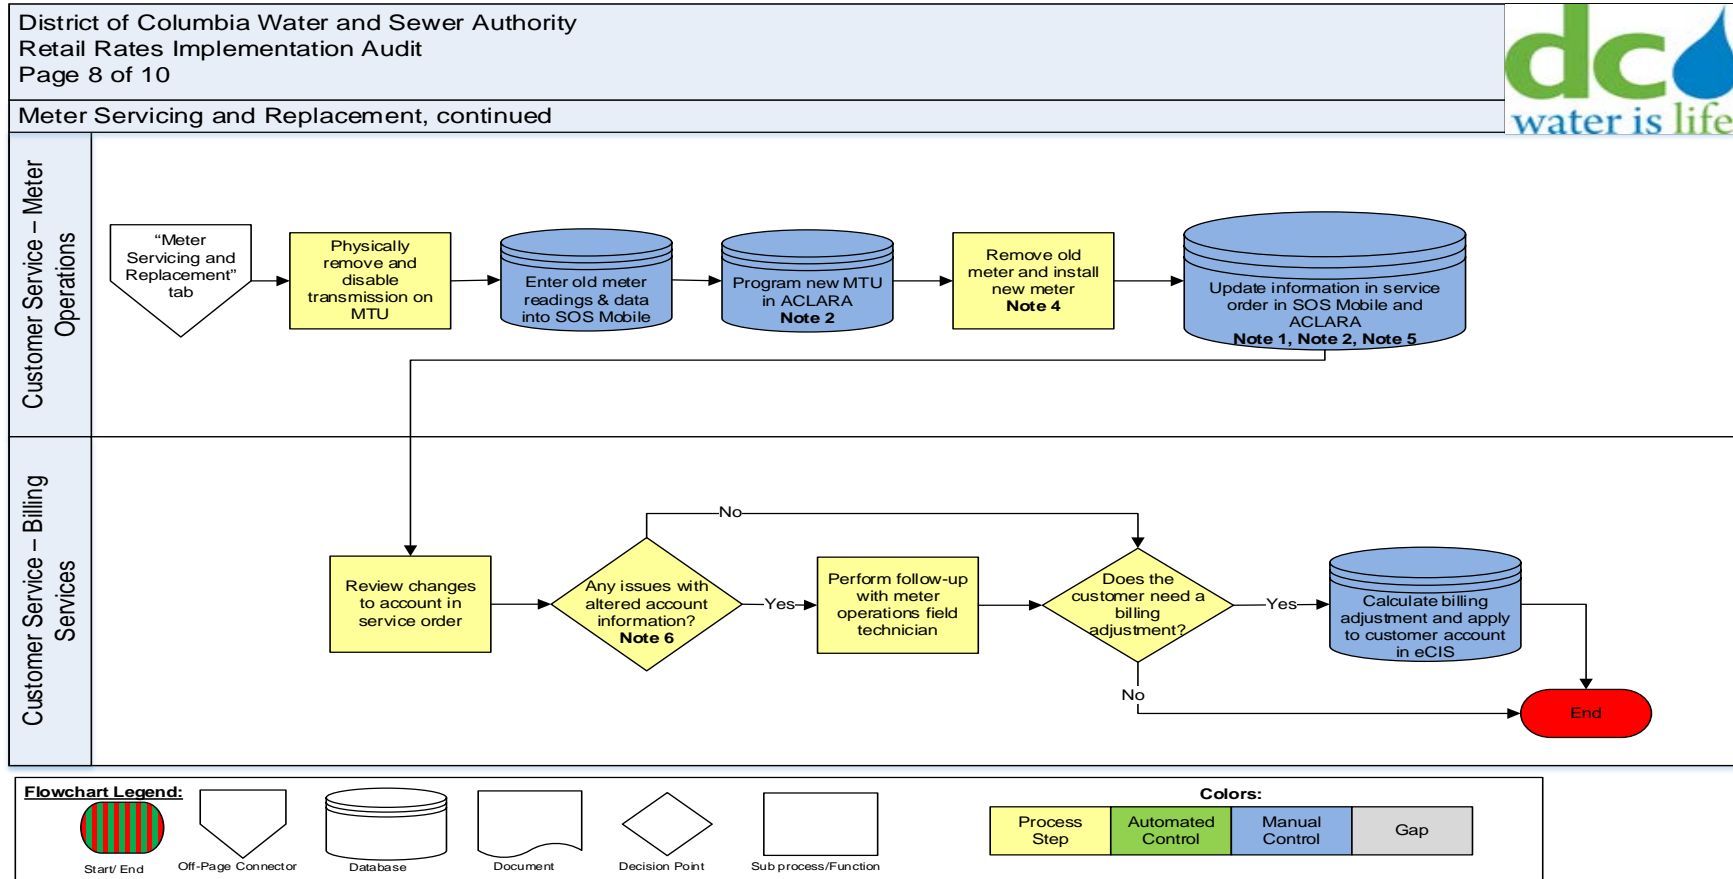 District of Columbia Water and Sewer Authority
Retail Rates Implementation Audit
Page 8 of 10
dc
water is life
Meter Servicing and Replacement, continued
Customer Service – Meter
Operations
“Meter
Servicing and
Replacement”
tab
Physically
remove and
disable
transmission on
MTU
Enter old meter
readings & data
into SOS Mobile
Program new MTU
in ACLARA
Note 2
Remove old
meter and install
new meter
Note 4
Update information in service
order in SOS Mobile and
ACLARA
Note 1, Note 2, Note 5
Customer Service – Billing
Services
Review changes
to account in
service order
Any issues with
altered account
information?
Note 6
No
Yes
Perform follow-up
with meter
operations field
technician
Does the
customer need a
billing
adjustment?
Yes
No
Calculate billing
adjustment and apply
to customer account
in eCIS
End
Flowchart Legend:
Start/ End
Off-Page Connector
Database
Document
Decision Point
Sub process/Function
Colors:
Process
Step
Automated
Control
Manual
Control
Gap